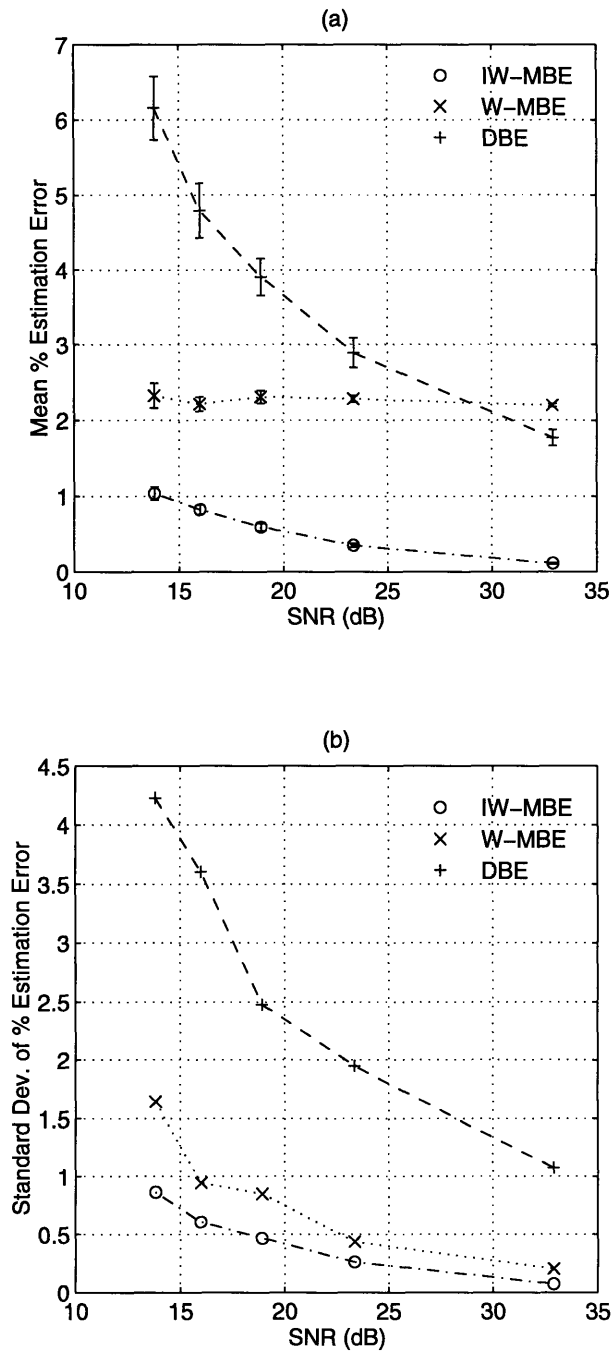 (a)
7
6
5
4
3
2
1
0
Mean % Estimation Error
IW-MBE
W-MBE
DBE
10 15 20 25 30 35
SNR (dB)
(b)
4.5
4
3.5
3
2.5
2
1.5
1
0.5
0
Standard Dev. of % Estimation Error
IW-MBE
W-MBE
DBE
10 15 20 25 30 35
SNR (dB)